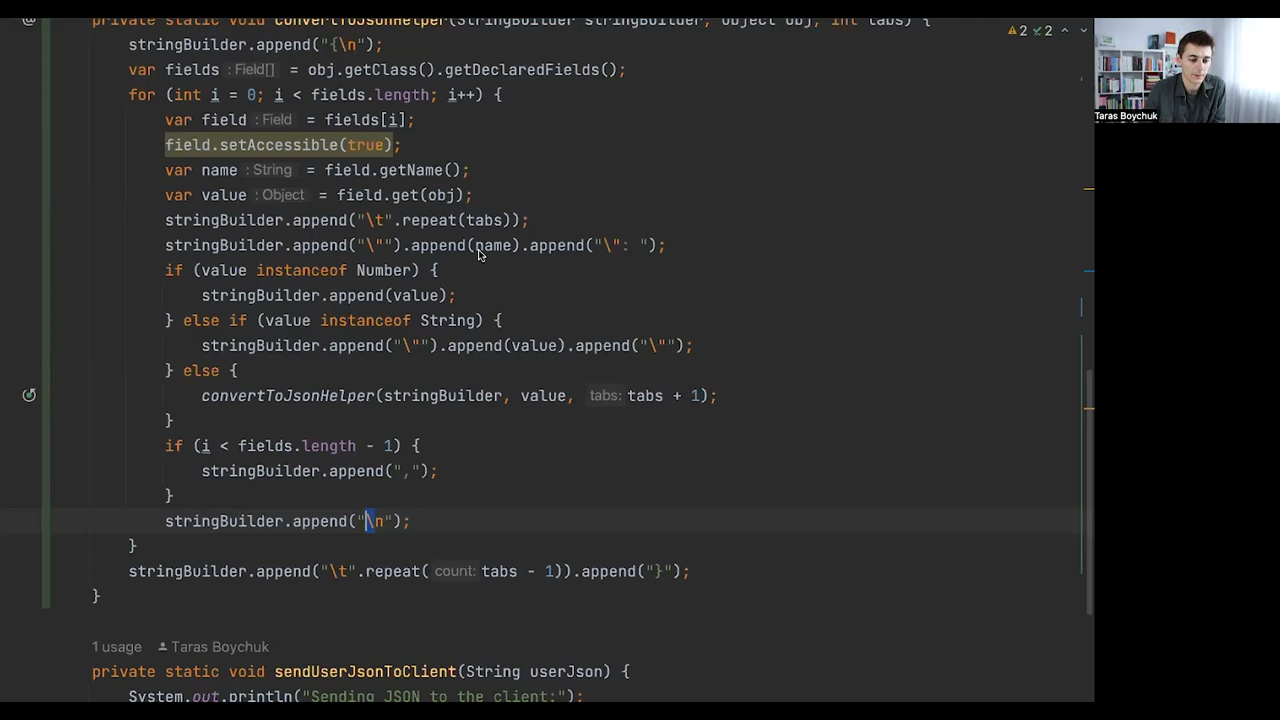 private static void convertToJsonHelper(StringBuilder stringBuilder, Object obj, int tabs) {
stringBuilder.append("{\n");
var fields : Field[] = obj.getClass().getDeclaredFields();
for (int i = 0; i < fields.length; i++) {
var field : Field = fields[i];
field.setAccessible(true);
var name : String = field.getName();
var value : Object = field.get(obj);
stringBuilder.append("\t".repeat(tabs));
stringBuilder.append("\"").append(name).append("\": ");
if (value instanceof Number) {
stringBuilder.append(value);
} else if (value instanceof String) {
stringBuilder.append("\"").append(value).append("\"");
} else {
convertToJsonHelper(stringBuilder, value, tabs: tabs + 1);
}
if (i < fields.length - 1) {
stringBuilder.append(",");
}
stringBuilder.append("\n");
}
stringBuilder.append("\t".repeat( count: tabs - 1)).append("}");
}
1 usage Taras Boychuk
private static void sendUserJsonToClient(String userJson) {
System.out.println("Sending JSON to the client:");
2 2
Taras Boychuk